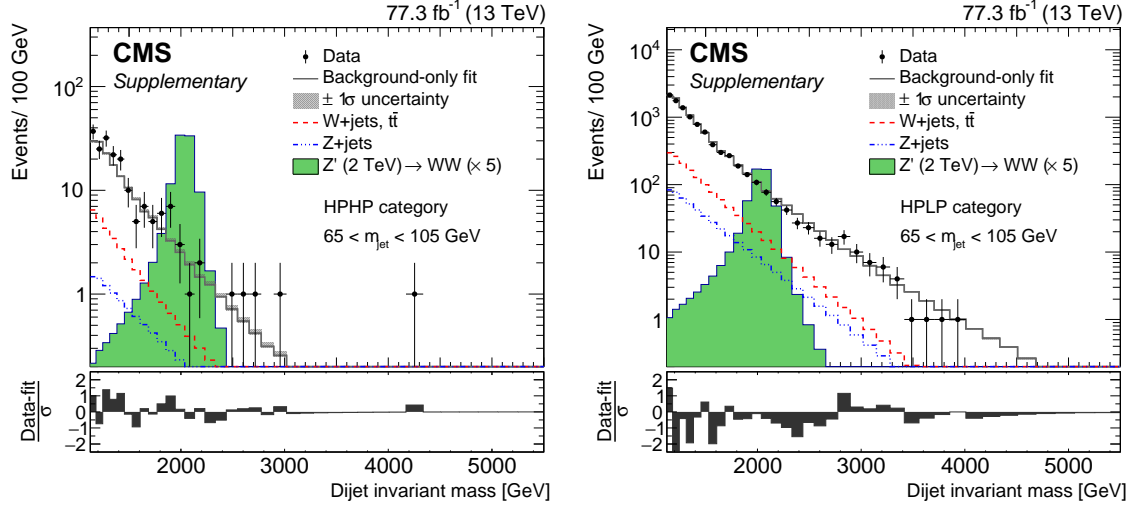 77.3 fb⁻¹ (13 TeV)
Events/ 100 GeV
10²
10
1
CMS
Supplementary
Data
Background-only fit
± 1σ uncertainty
W+jets, tt̄
Z+jets
Z' (2 TeV) → WW (× 5)
HPHP category
65 < m_jet < 105 GeV
Data-fit
σ
2
1
0
−1
−2
2000 3000 4000 5000
Dijet invariant mass [GeV]
77.3 fb⁻¹ (13 TeV)
Events/ 100 GeV
10⁴
10³
10²
10
1
CMS
Supplementary
Data
Background-only fit
± 1σ uncertainty
W+jets, tt̄
Z+jets
Z' (2 TeV) → WW (× 5)
HPLP category
65 < m_jet < 105 GeV
Data-fit
σ
2
1
0
−1
−2
2000 3000 4000 5000
Dijet invariant mass [GeV]